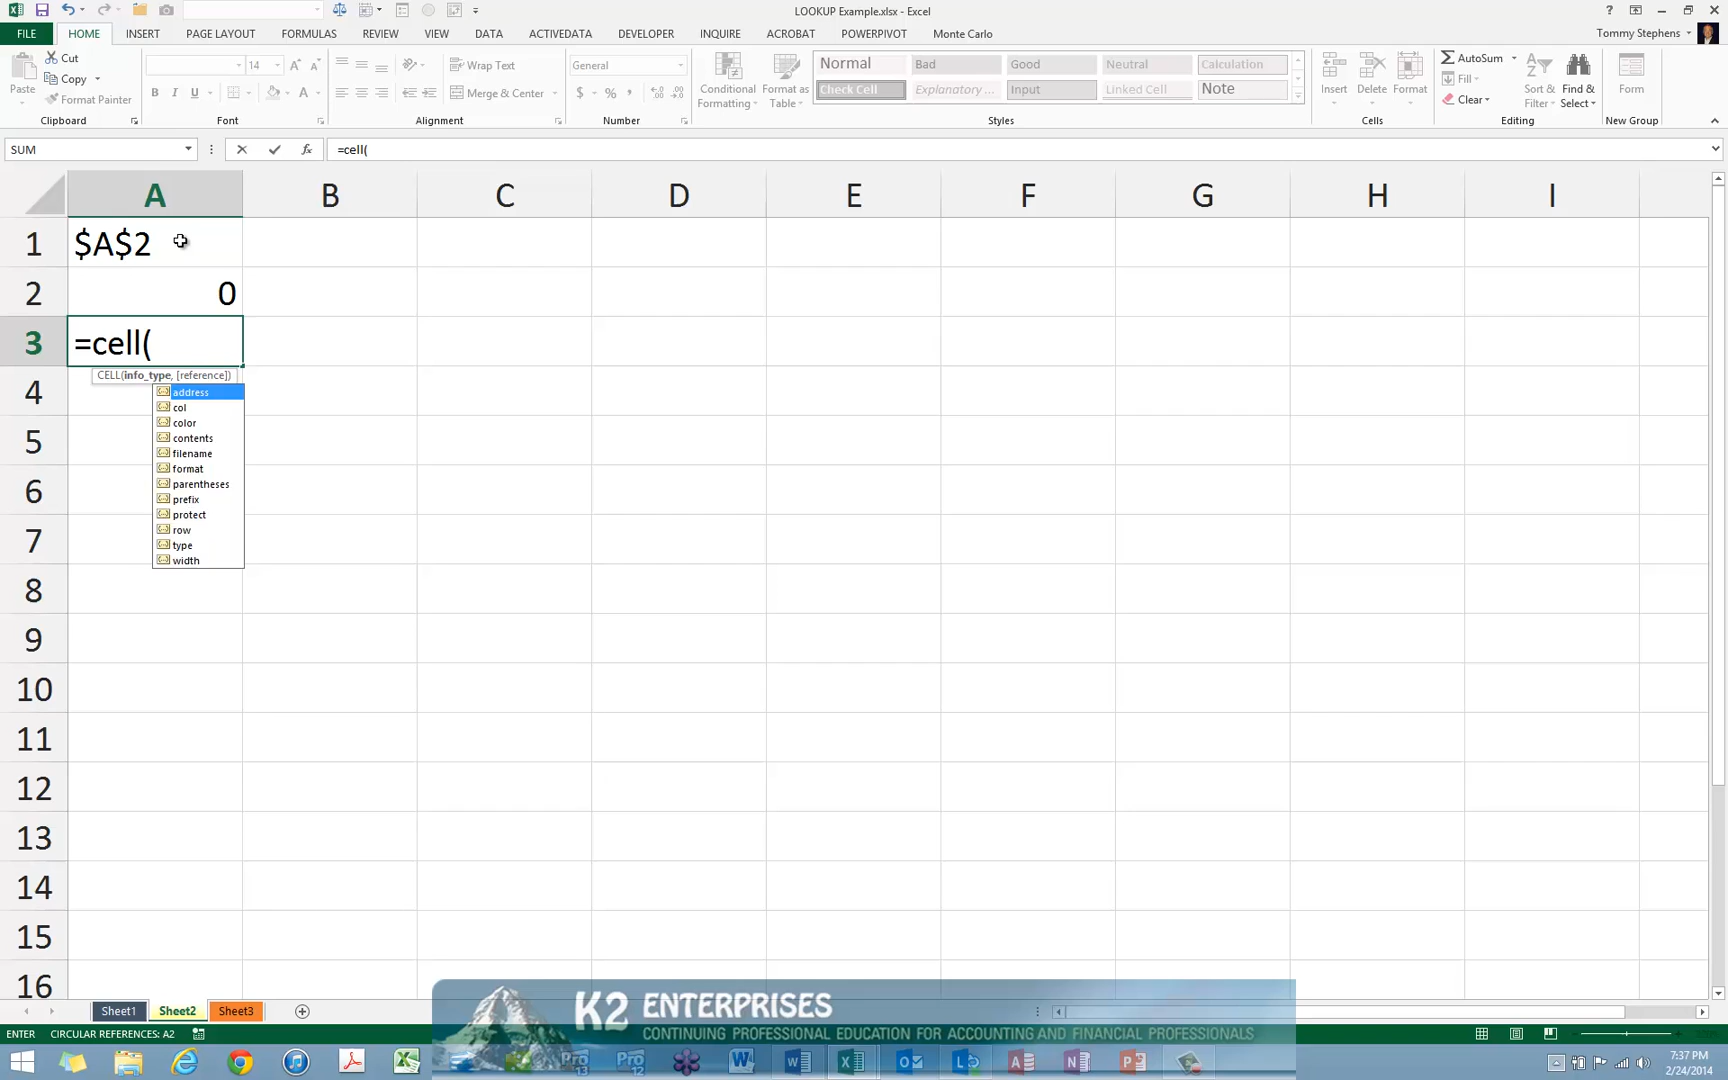 LOOKUP Example.xlsx - Excel
FILE HOME INSERT PAGE LAYOUT FORMULAS REVIEW VIEW DATA ACTIVEDATA DEVELOPER INQUIRE ACROBAT POWERPIVOT Monte Carlo Tommy Stephens
Paste
Cut
Copy
Format Painter
Clipboard
14
B I U
Font
Wrap Text
Merge & Center
Alignment
General
$ % ,
Number
Conditional Formatting
Format as Table
Normal Bad Good Neutral Calculation
Check Cell Explanatory ... Input Linked Cell Note
Styles
Insert Delete Format
Cells
AutoSum
Fill
Clear
Sort & Filter
Find & Select
Editing
Form
New Group
SUM fx =cell(
A B C D E F G H I
1 $A$2
2 0
3 =cell(
CELL(info_type, [reference])
4
address
col
color
contents
5
filename
format
parentheses
6
prefix
protect
row
7
type
width
8
9
10
11
12
13
14
15
16
Sheet1 Sheet2 Sheet3
K2 ENTERPRISES
CONTINUING PROFESSIONAL EDUCATION FOR ACCOUNTING AND FINANCIAL PROFESSIONALS
ENTER CIRCULAR REFERENCES: A2
7:37 PM
2/24/2014